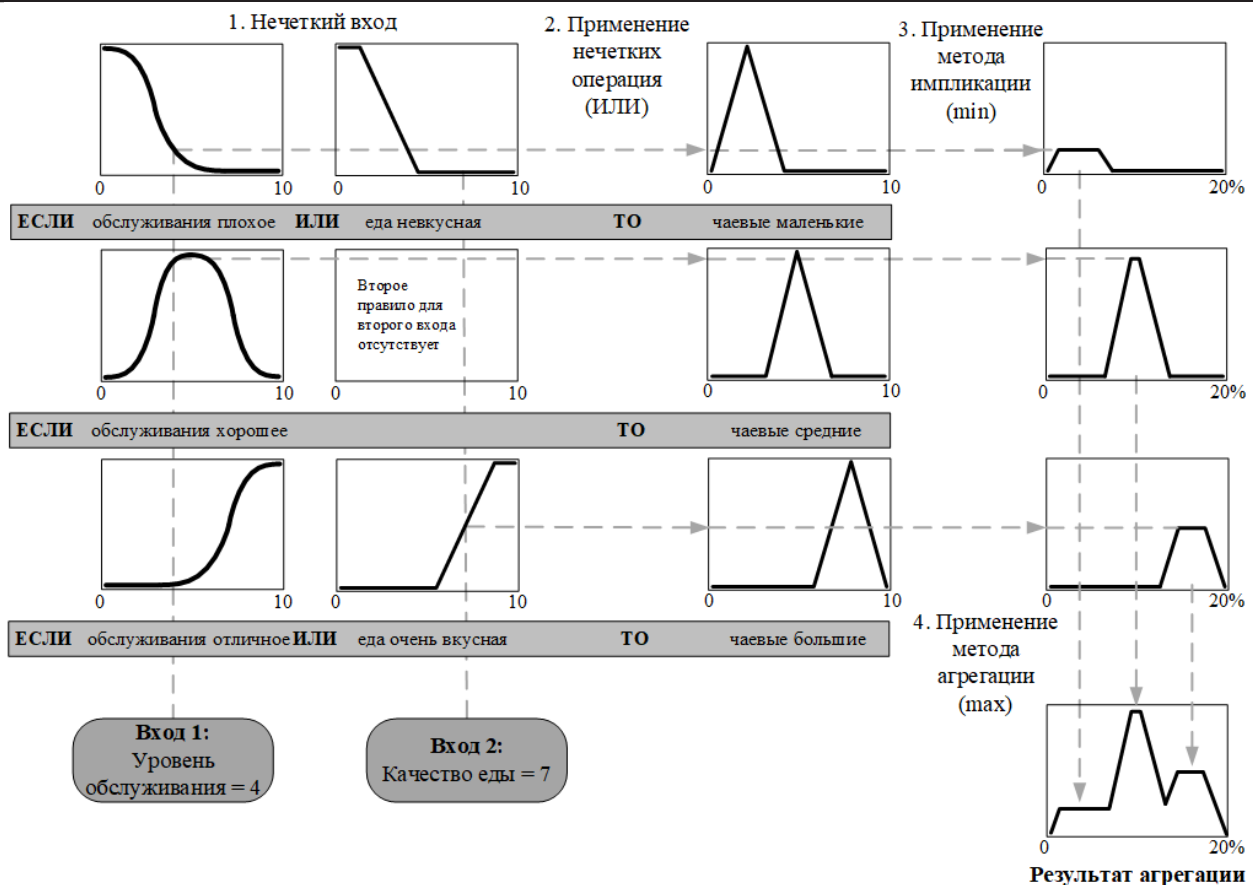 1. Нечеткий вход
2. Применение
нечетких
операция
(ИЛИ)
3. Применение
метода
импликации
(min)
0
10
0
10
0
10
0
20%
ЕСЛИ обслуживания плохое ИЛИ еда невкусная ТО чаевые маленькие
Второе
правило для
второго входа
отсутствует
0
10
0
10
0
10
0
20%
ЕСЛИ обслуживания хорошее ТО чаевые средние
0
10
0
10
0
10
0
20%
ЕСЛИ обслуживания отличное ИЛИ еда очень вкусная ТО чаевые большие
4. Применение
метода
агрегации
(max)
Вход 1:
Уровень
обслуживания = 4
Вход 2:
Качество еды = 7
0
20%
Результат агрегации